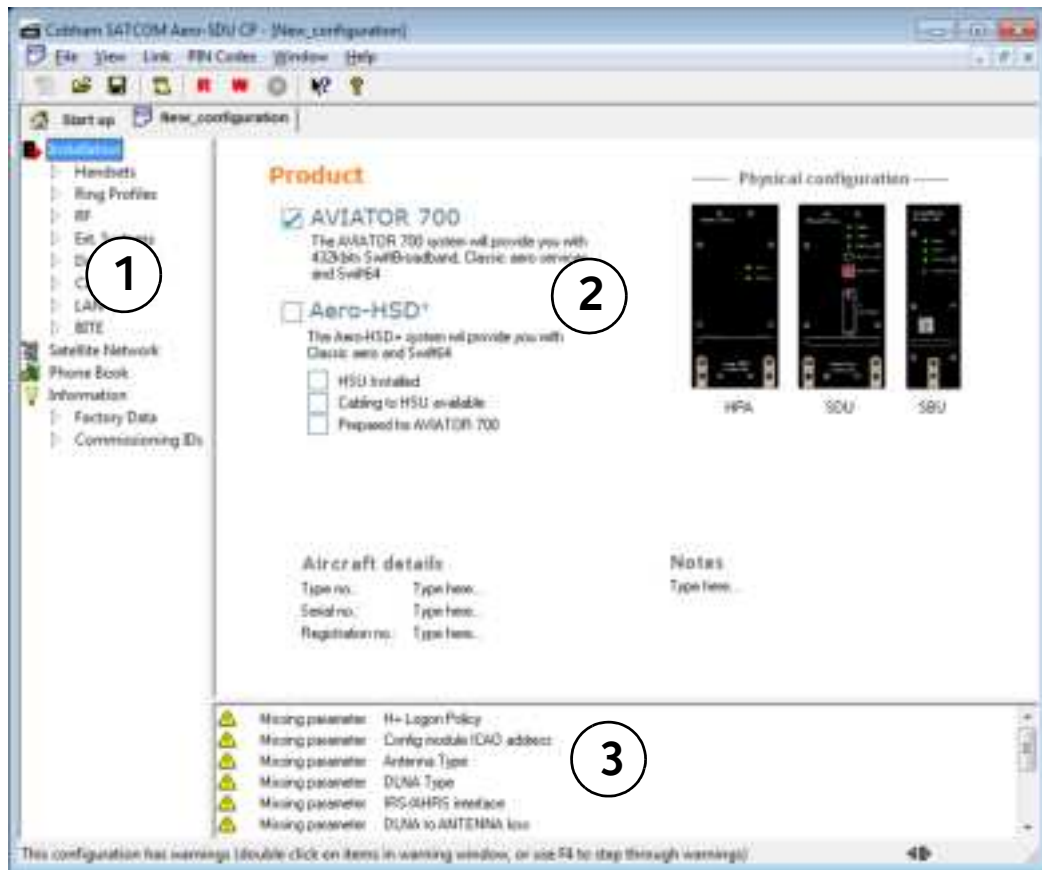 Cobham SATCOM Aero-SDU CP - [New_configuration]
File View Link PIN Codes Window Help
Start up New_configuration
Installation
Handsets
Ring Profiles
RF
Ext. Systems
LAN
BITE
Satellite Network
Phone Book
Information
Factory Data
Commissioning IDs
1
Product
AVIATOR 700
The AVIATOR 700 system will provide you with
432kbits SwiftBroadband, Classic aero services
and Swift64
2
Aero-HSD+
The Aero-HSD+ system will provide you with
Classic aero and Swift64
HSU Installed
Cabling to HSU available
Prepared for AVIATOR 700
Physical configuration
HPA SDU SBU
Aircraft details
Type no.: Type here...
Serial no.: Type here...
Registration no.: Type here...
Notes
Type here...
Missing parameter H+ Logon Policy
Missing parameter Config module ICAO address
Missing parameter Antenna Type
Missing parameter DLNA Type
Missing parameter IRS/AHRS interface
Missing parameter DLNA to ANTENNA loss
3
This configuration has warnings (double click on items in warning window, or use F4 to step through warnings)